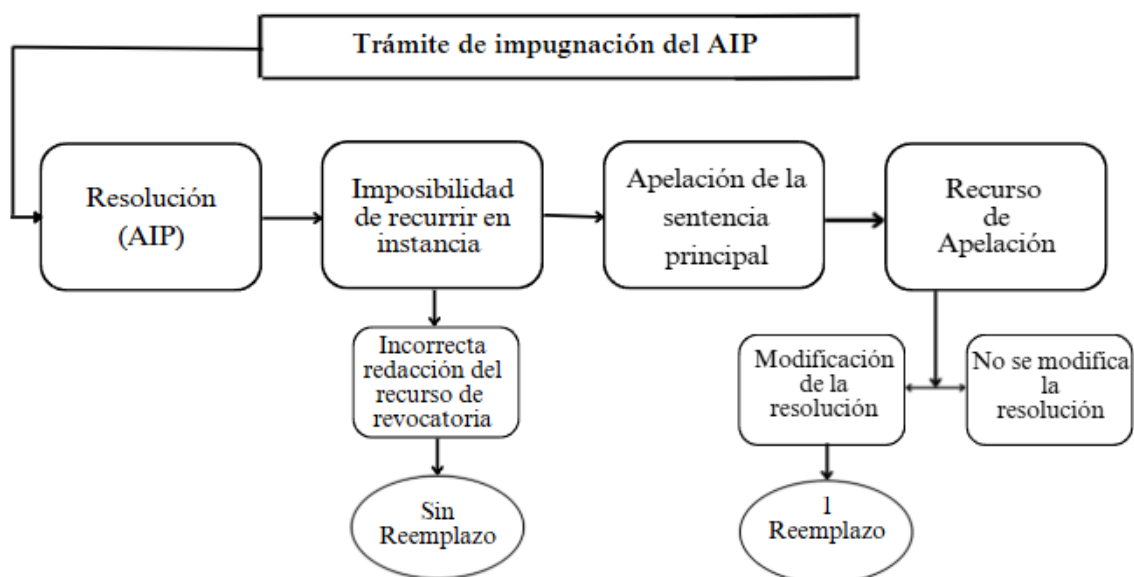 Trámite de impugnación del AIP
Resolución
(AIP)
Imposibilidad
de recurrir en
instancia
Apelación de la
sentencia
principal
Recurso
de
Apelación
Incorrecta
redacción del
recurso de
revocatoria
Modificación
de la
resolución
No se modifica
la
resolución
Sin
Reemplazo
1
Reemplazo